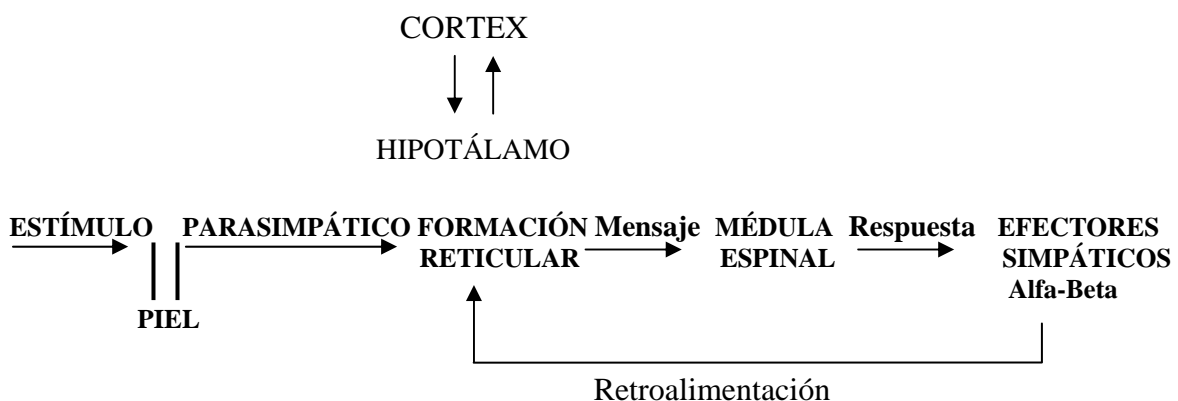 CORTEX
HIPOTÁLAMO
ESTÍMULO PARASIMPÁTICO FORMACIÓN Mensaje MÉDULA Respuesta EFECTORES
RETICULAR ESPINAL SIMPÁTICOS
Alfa-Beta
PIEL
Retroalimentación